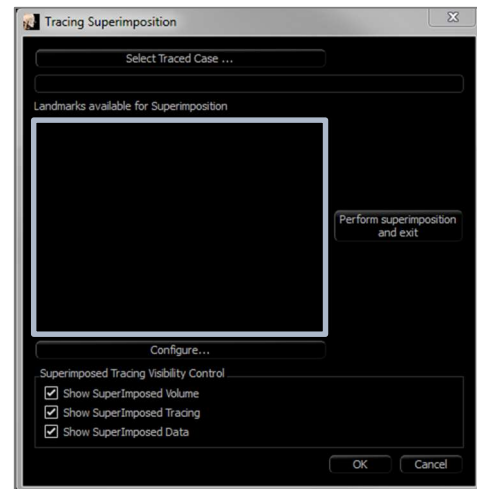 Tracing Superimposition
Select Traced Case ...
Landmarks available for Superimposition
Perform superimposition
and exit
Configure...
Superimposed Tracing Visibility Control
Show SuperImposed Volume
Show SuperImposed Tracing
Show SuperImposed Data
OK Cancel